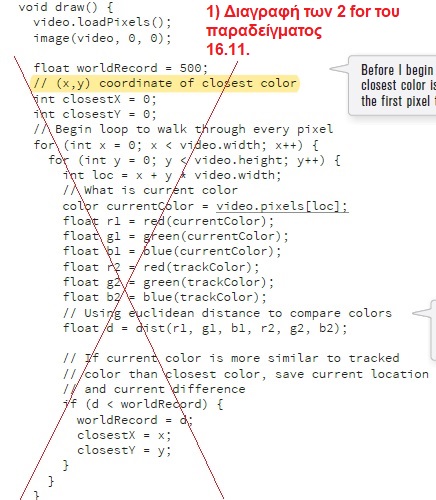 void draw() {
video.loadPixels();
image(video, 0, 0);
1) Διαγραφή των 2 for του
παραδείγματος
16.11.
float worldRecord = 500;
// (x,y) coordinate of closest color
int closestX = 0;
int closestY = 0;
Before I begin
closest color is
the first pixel
// Begin loop to walk through every pixel
for (int x = 0; x < video.width; x++) {
for (int y = 0; y < video.height; y++) {
int loc = x + y * video.width;
// What is current color
color currentColor = video.pixels[loc];
float r1 = red(currentColor);
float g1 = green(currentColor);
float b1 = blue(currentColor);
float r2 = red(trackColor);
float g2 = green(trackColor);
float b2 = blue(trackColor);
// Using euclidean distance to compare colors
float d = dist(r1, g1, b1, r2, g2, b2);
// If current color is more similar to tracked
// color than closest color, save current location
// and current difference
if (d < worldRecord) {
worldRecord = d;
closestX = x;
closestY = y;
}
}
}